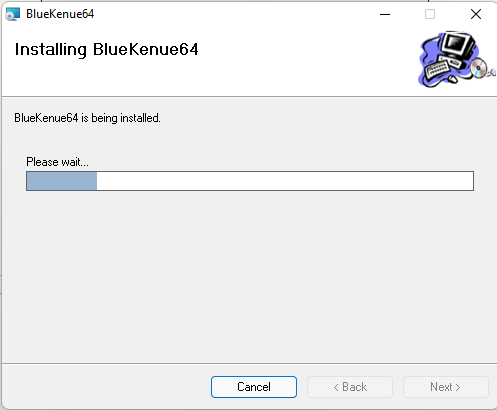 BlueKenue64
Installing BlueKenue64
BlueKenue64 is being installed.
Please wait...
Cancel
< Back
Next >